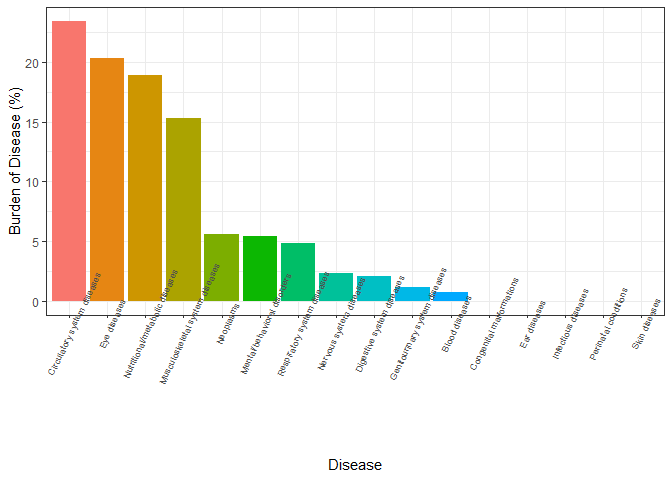 Burden of Disease (%)
20
15
10
5
0
Circulatory system diseases
Eye diseases
Nutritional/metabolic diseases
Musculoskeletal system diseases
Neoplasms
Mental/behavioral disorders
Respiratory system diseases
Nervous system diseases
Digestive system diseases
Genitourinary system diseases
Blood diseases
Congenital malformations
Ear diseases
Infectious diseases
Perinatal conditions
Skin diseases
Disease